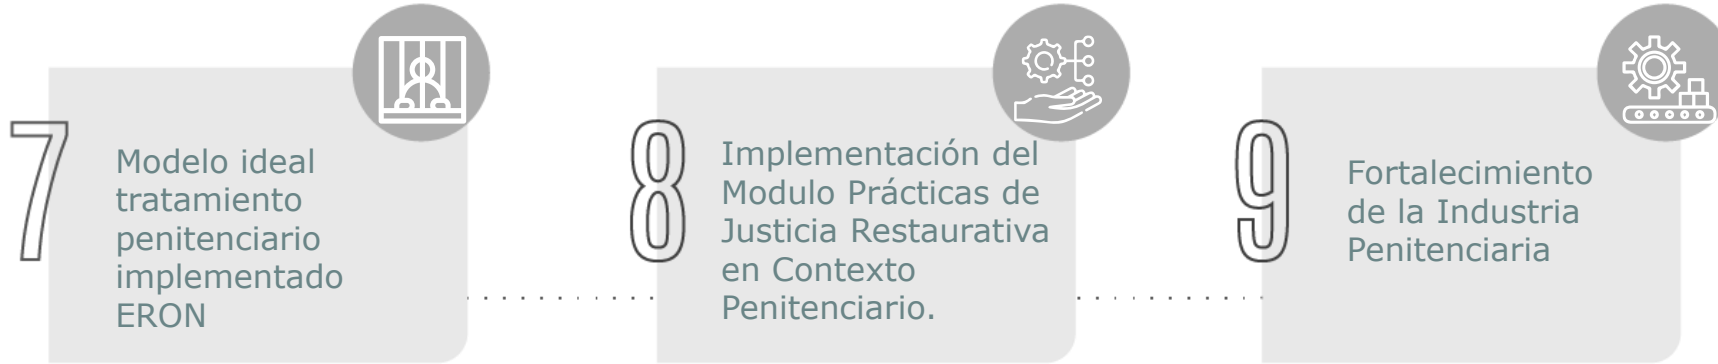 7
Modelo ideal
tratamiento
penitenciario
implementado
ERON
8
Implementación del
Modulo Prácticas de
Justicia Restaurativa
en Contexto
Penitenciario.
9
Fortalecimiento
de la Industria
Penitenciaria